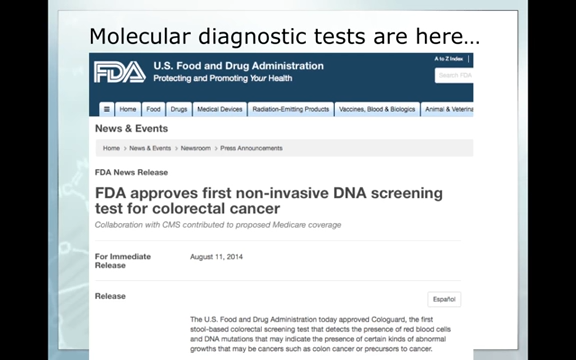 Molecular diagnostic tests are here...
A to Z Index
FDA
U.S. Food and Drug Administration
Protecting and Promoting Your Health
Search FDA
Home Food Drugs Medical Devices Radiation-Emitting Products Vaccines, Blood & Biologics Animal & Veterina
News & Events
Home > News & Events > Newsroom > Press Announcements
FDA News Release
FDA approves first non-invasive DNA screening
test for colorectal cancer
Collaboration with CMS contributed to proposed Medicare coverage
For Immediate
Release
August 11, 2014
Release
Español
The U.S. Food and Drug Administration today approved Cologuard, the first
stool-based colorectal screening test that detects the presence of red blood cells
and DNA mutations that may indicate the presence of certain kinds of abnormal
growths that may be cancers such as colon cancer or precursors to cancer.